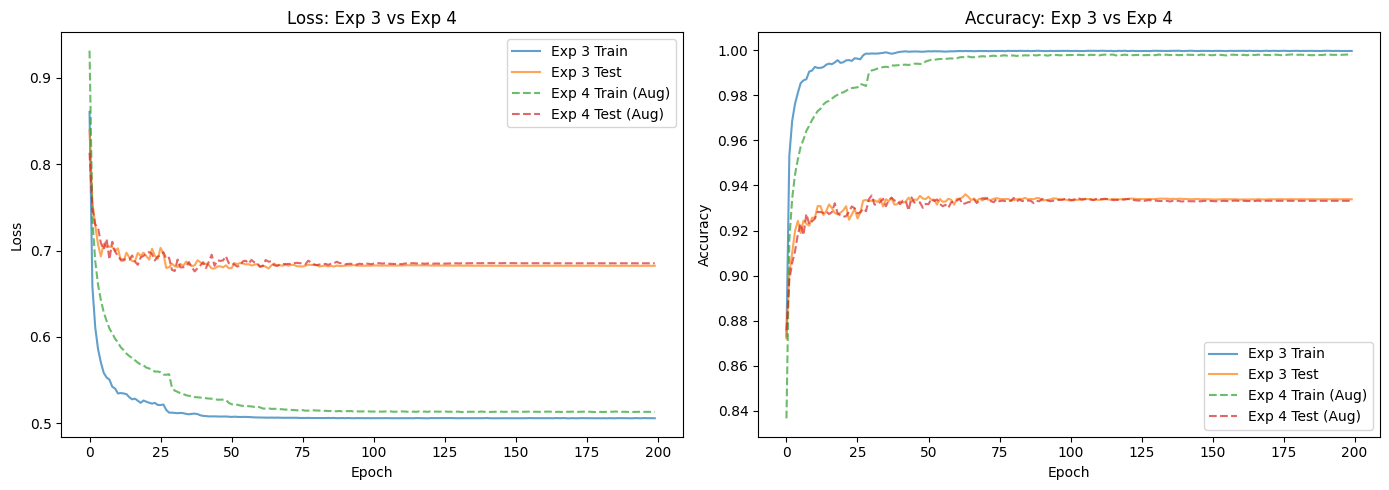 Loss: Exp 3 vs Exp 4
Loss
0.9
0.8
0.7
0.6
0.5
0 25 50 75 100 125 150 175 200
Epoch
Exp 3 Train
Exp 3 Test
Exp 4 Train (Aug)
Exp 4 Test (Aug)
Accuracy: Exp 3 vs Exp 4
Accuracy
1.00
0.98
0.96
0.94
0.92
0.90
0.88
0.86
0.84
0 25 50 75 100 125 150 175 200
Epoch
Exp 3 Train
Exp 3 Test
Exp 4 Train (Aug)
Exp 4 Test (Aug)